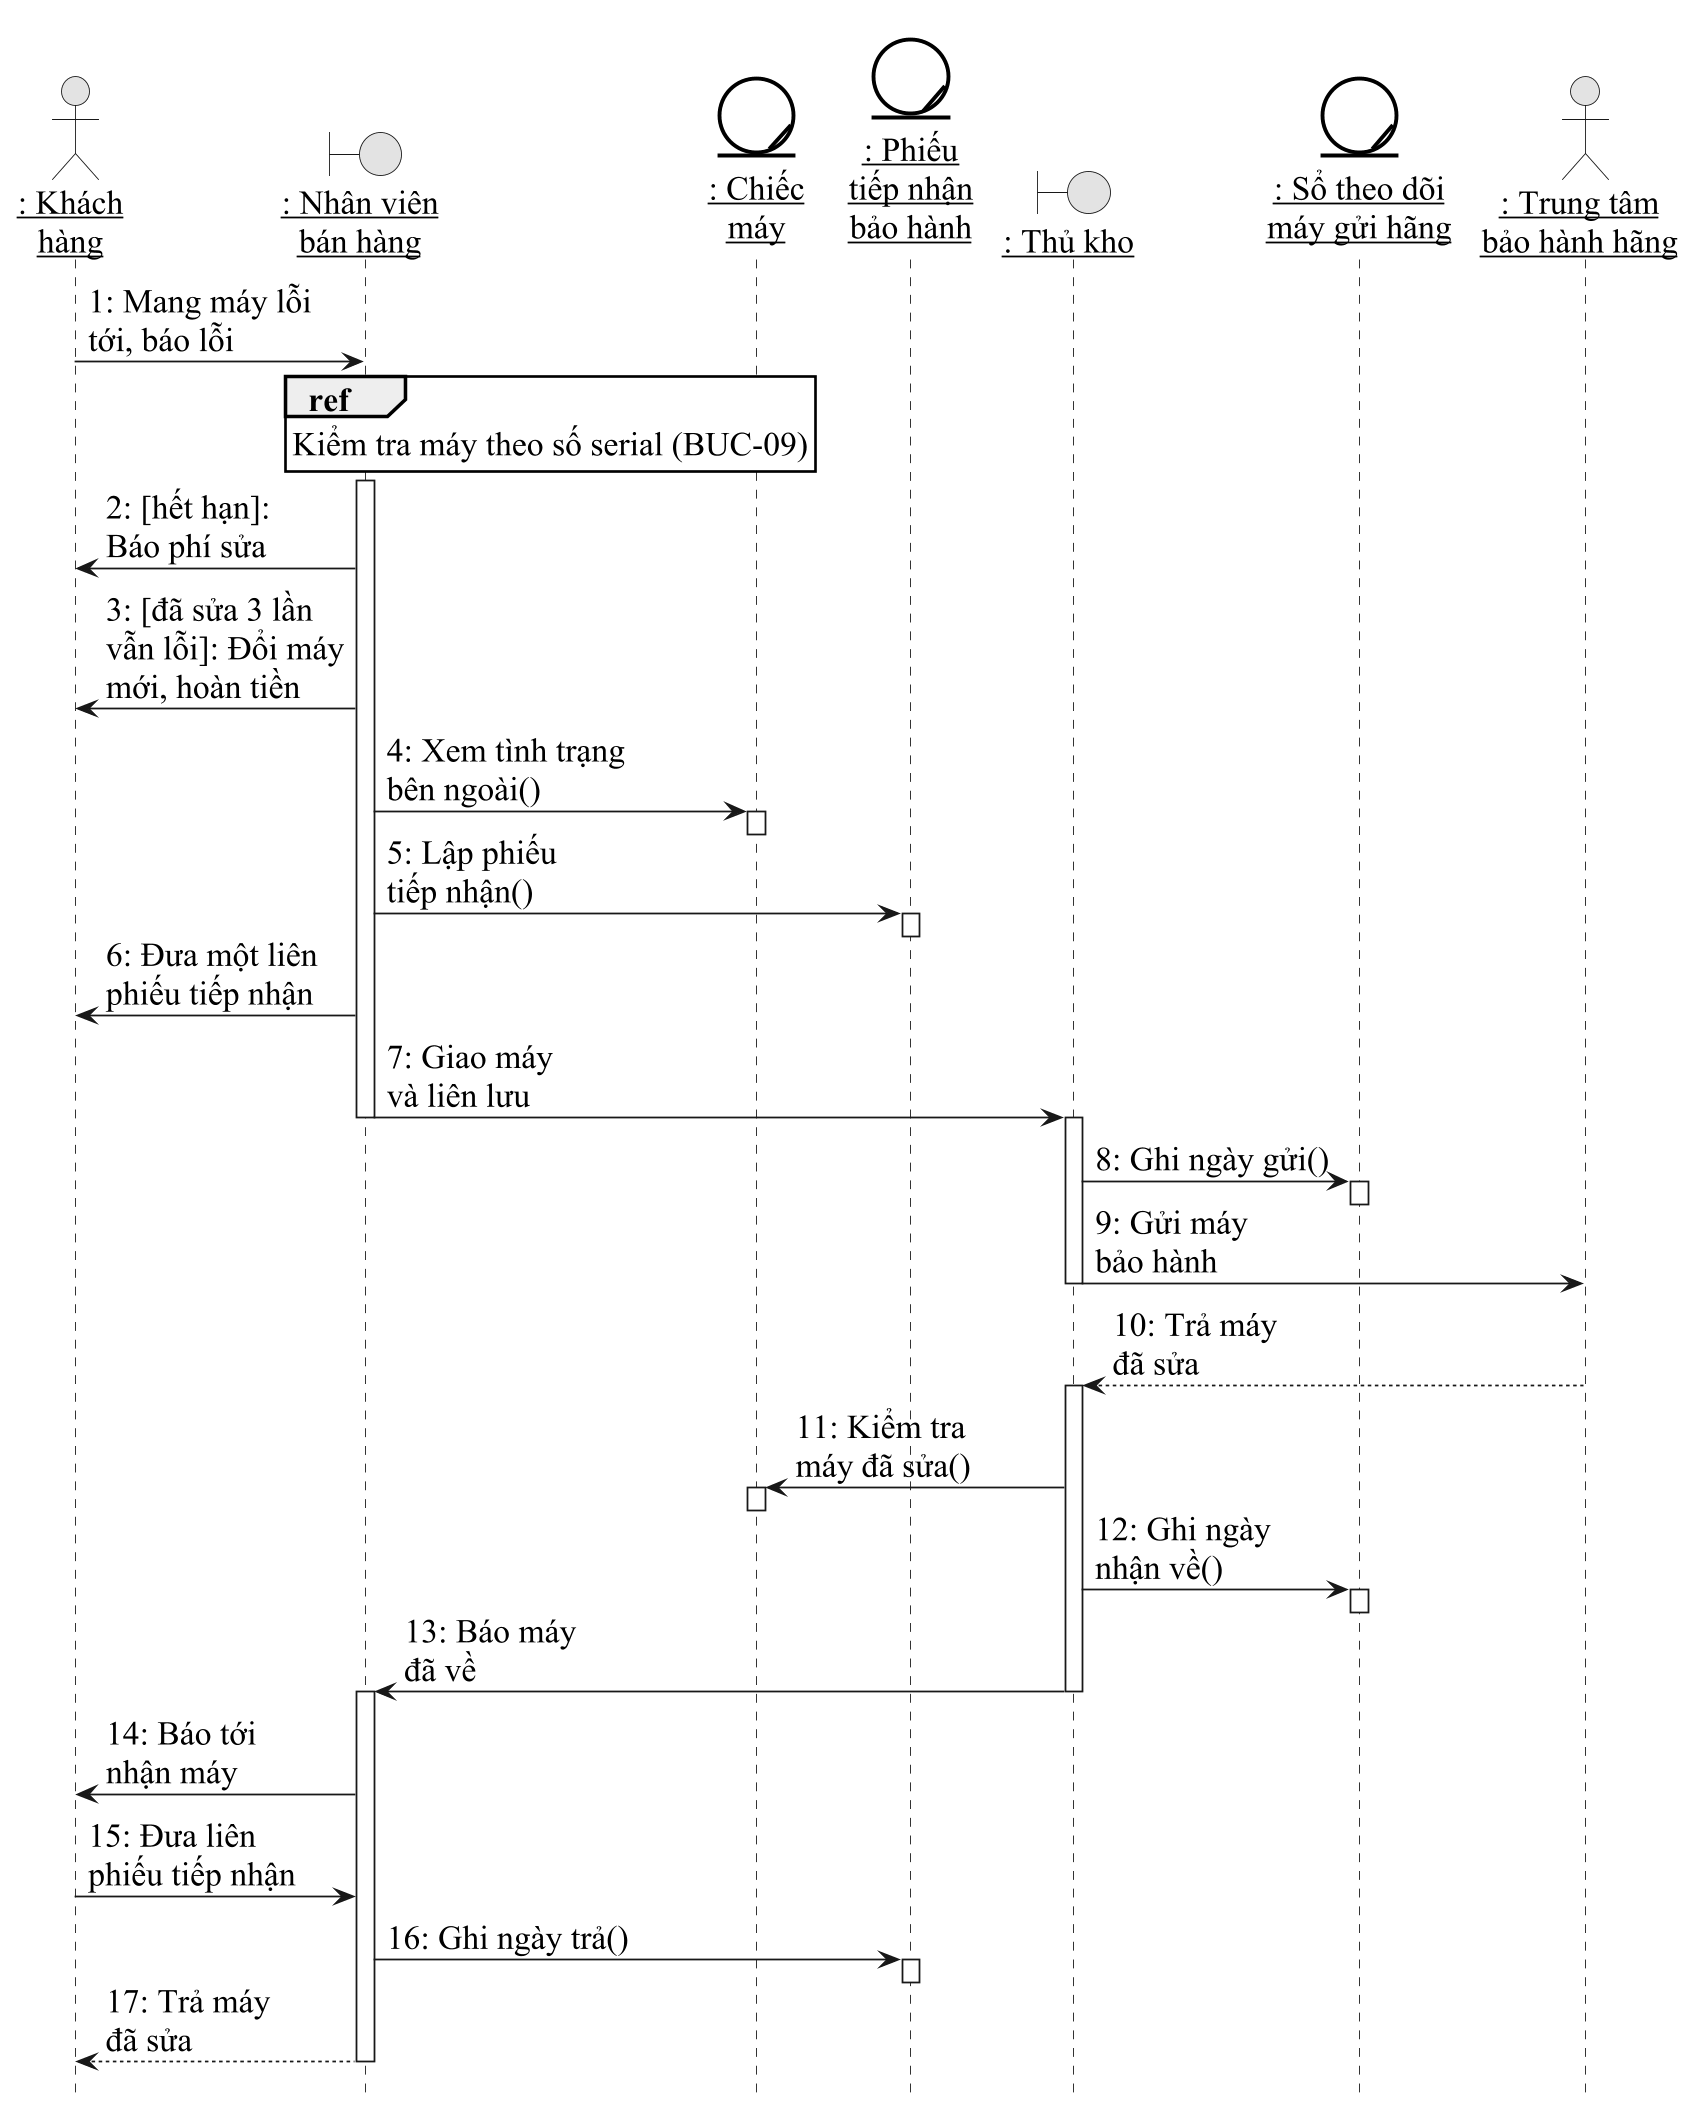 : Khách
hàng
: Nhân viên
bán hàng
: Chiếc
máy
: Phiếu
tiếp nhận
bảo hành
: Thủ kho
: Sổ theo dõi
máy gửi hãng
: Trung tâm
bảo hành hãng
1: Mang máy lỗi
tới, báo lỗi
ref
Kiểm tra máy theo số serial (BUC-09)
2: [hết hạn]:
Báo phí sửa
3: [đã sửa 3 lần
vẫn lỗi]: Đổi máy
mới, hoàn tiền
4: Xem tình trạng
bên ngoài()
5: Lập phiếu
tiếp nhận()
6: Đưa một liên
phiếu tiếp nhận
7: Giao máy
và liên lưu
8: Ghi ngày gửi()
9: Gửi máy
bảo hành
10: Trả máy
đã sửa
11: Kiểm tra
máy đã sửa()
12: Ghi ngày
nhận về()
13: Báo máy
đã về
14: Báo tới
nhận máy
15: Đưa liên
phiếu tiếp nhận
16: Ghi ngày trả()
17: Trả máy
đã sửa